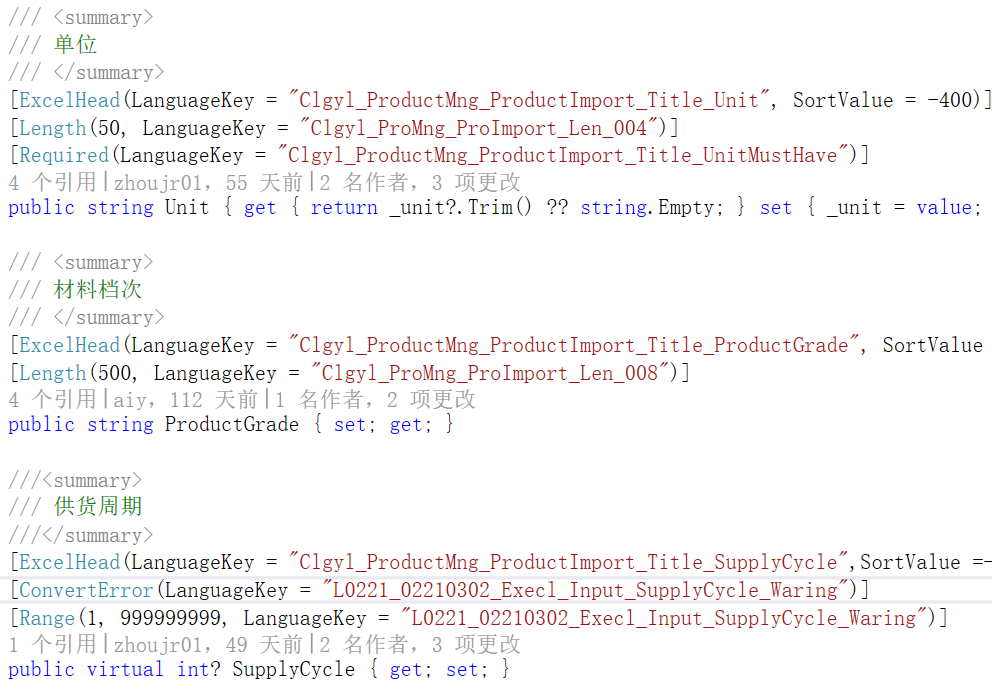 /// <summary>
/// 单位
/// </summary>
[ExcelHead(LanguageKey = "Clgyl_ProductMng_ProductImport_Title_Unit", SortValue = -400)]
[Length(50, LanguageKey = "Clgyl_ProMng_ProImport_Len_004")]
[Required(LanguageKey = "Clgyl_ProductMng_ProductImport_Title_UnitMustHave")]
4 个引用|zhoujr01，55 天前|2 名作者，3 项更改
public string Unit { get { return _unit?.Trim() ?? string.Empty; } set { _unit = value;
/// <summary>
/// 材料档次
/// </summary>
[ExcelHead(LanguageKey = "Clgyl_ProductMng_ProductImport_Title_ProductGrade", SortValue
[Length(500, LanguageKey = "Clgyl_ProMng_ProImport_Len_008")]
4 个引用|aiy，112 天前|1 名作者，2 项更改
public string ProductGrade { set; get; }
///<summary>
/// 供货周期
///</summary>
[ExcelHead(LanguageKey = "Clgyl_ProductMng_ProductImport_Title_SupplyCycle",SortValue =-
[ConvertError(LanguageKey = "L0221_02210302_Execl_Input_SupplyCycle_Waring")]
[Range(1, 999999999, LanguageKey = "L0221_02210302_Execl_Input_SupplyCycle_Waring")]
1 个引用|zhoujr01，49 天前|2 名作者，3 项更改
public virtual int? SupplyCycle { get; set; }